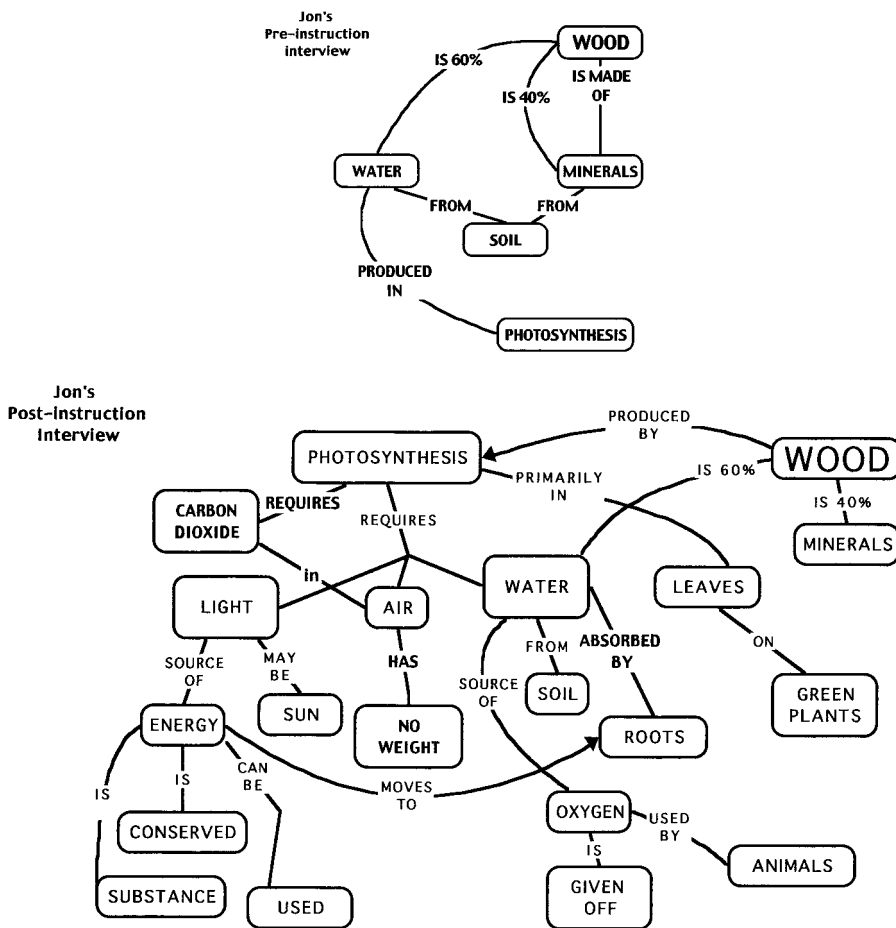 Jon's
Pre-instruction
interview
WOOD
IS 60%
IS MADE
OF
IS 40%
WATER
MINERALS
FROM
FROM
SOIL
PRODUCED
IN
PHOTOSYNTHESIS
Jon's
Post-instruction
Interview
PRODUCED
BY
PHOTOSYNTHESIS
WOOD
PRIMARILY
IN
IS 60%
CARBON
DIOXIDE
REQUIRES
REQUIRES
IS 40%
MINERALS
in
LIGHT
AIR
WATER
LEAVES
SOURCE
OF
MAY
BE
HAS
FROM
ABSORBED
BY
ON
SOURCE
OF
SOIL
GREEN
PLANTS
ENERGY
SUN
NO
WEIGHT
ROOTS
IS
IS
CAN
BE
MOVES
TO
CONSERVED
OXYGEN
USED
BY
IS
ANIMALS
SUBSTANCE
USED
GIVEN
OFF